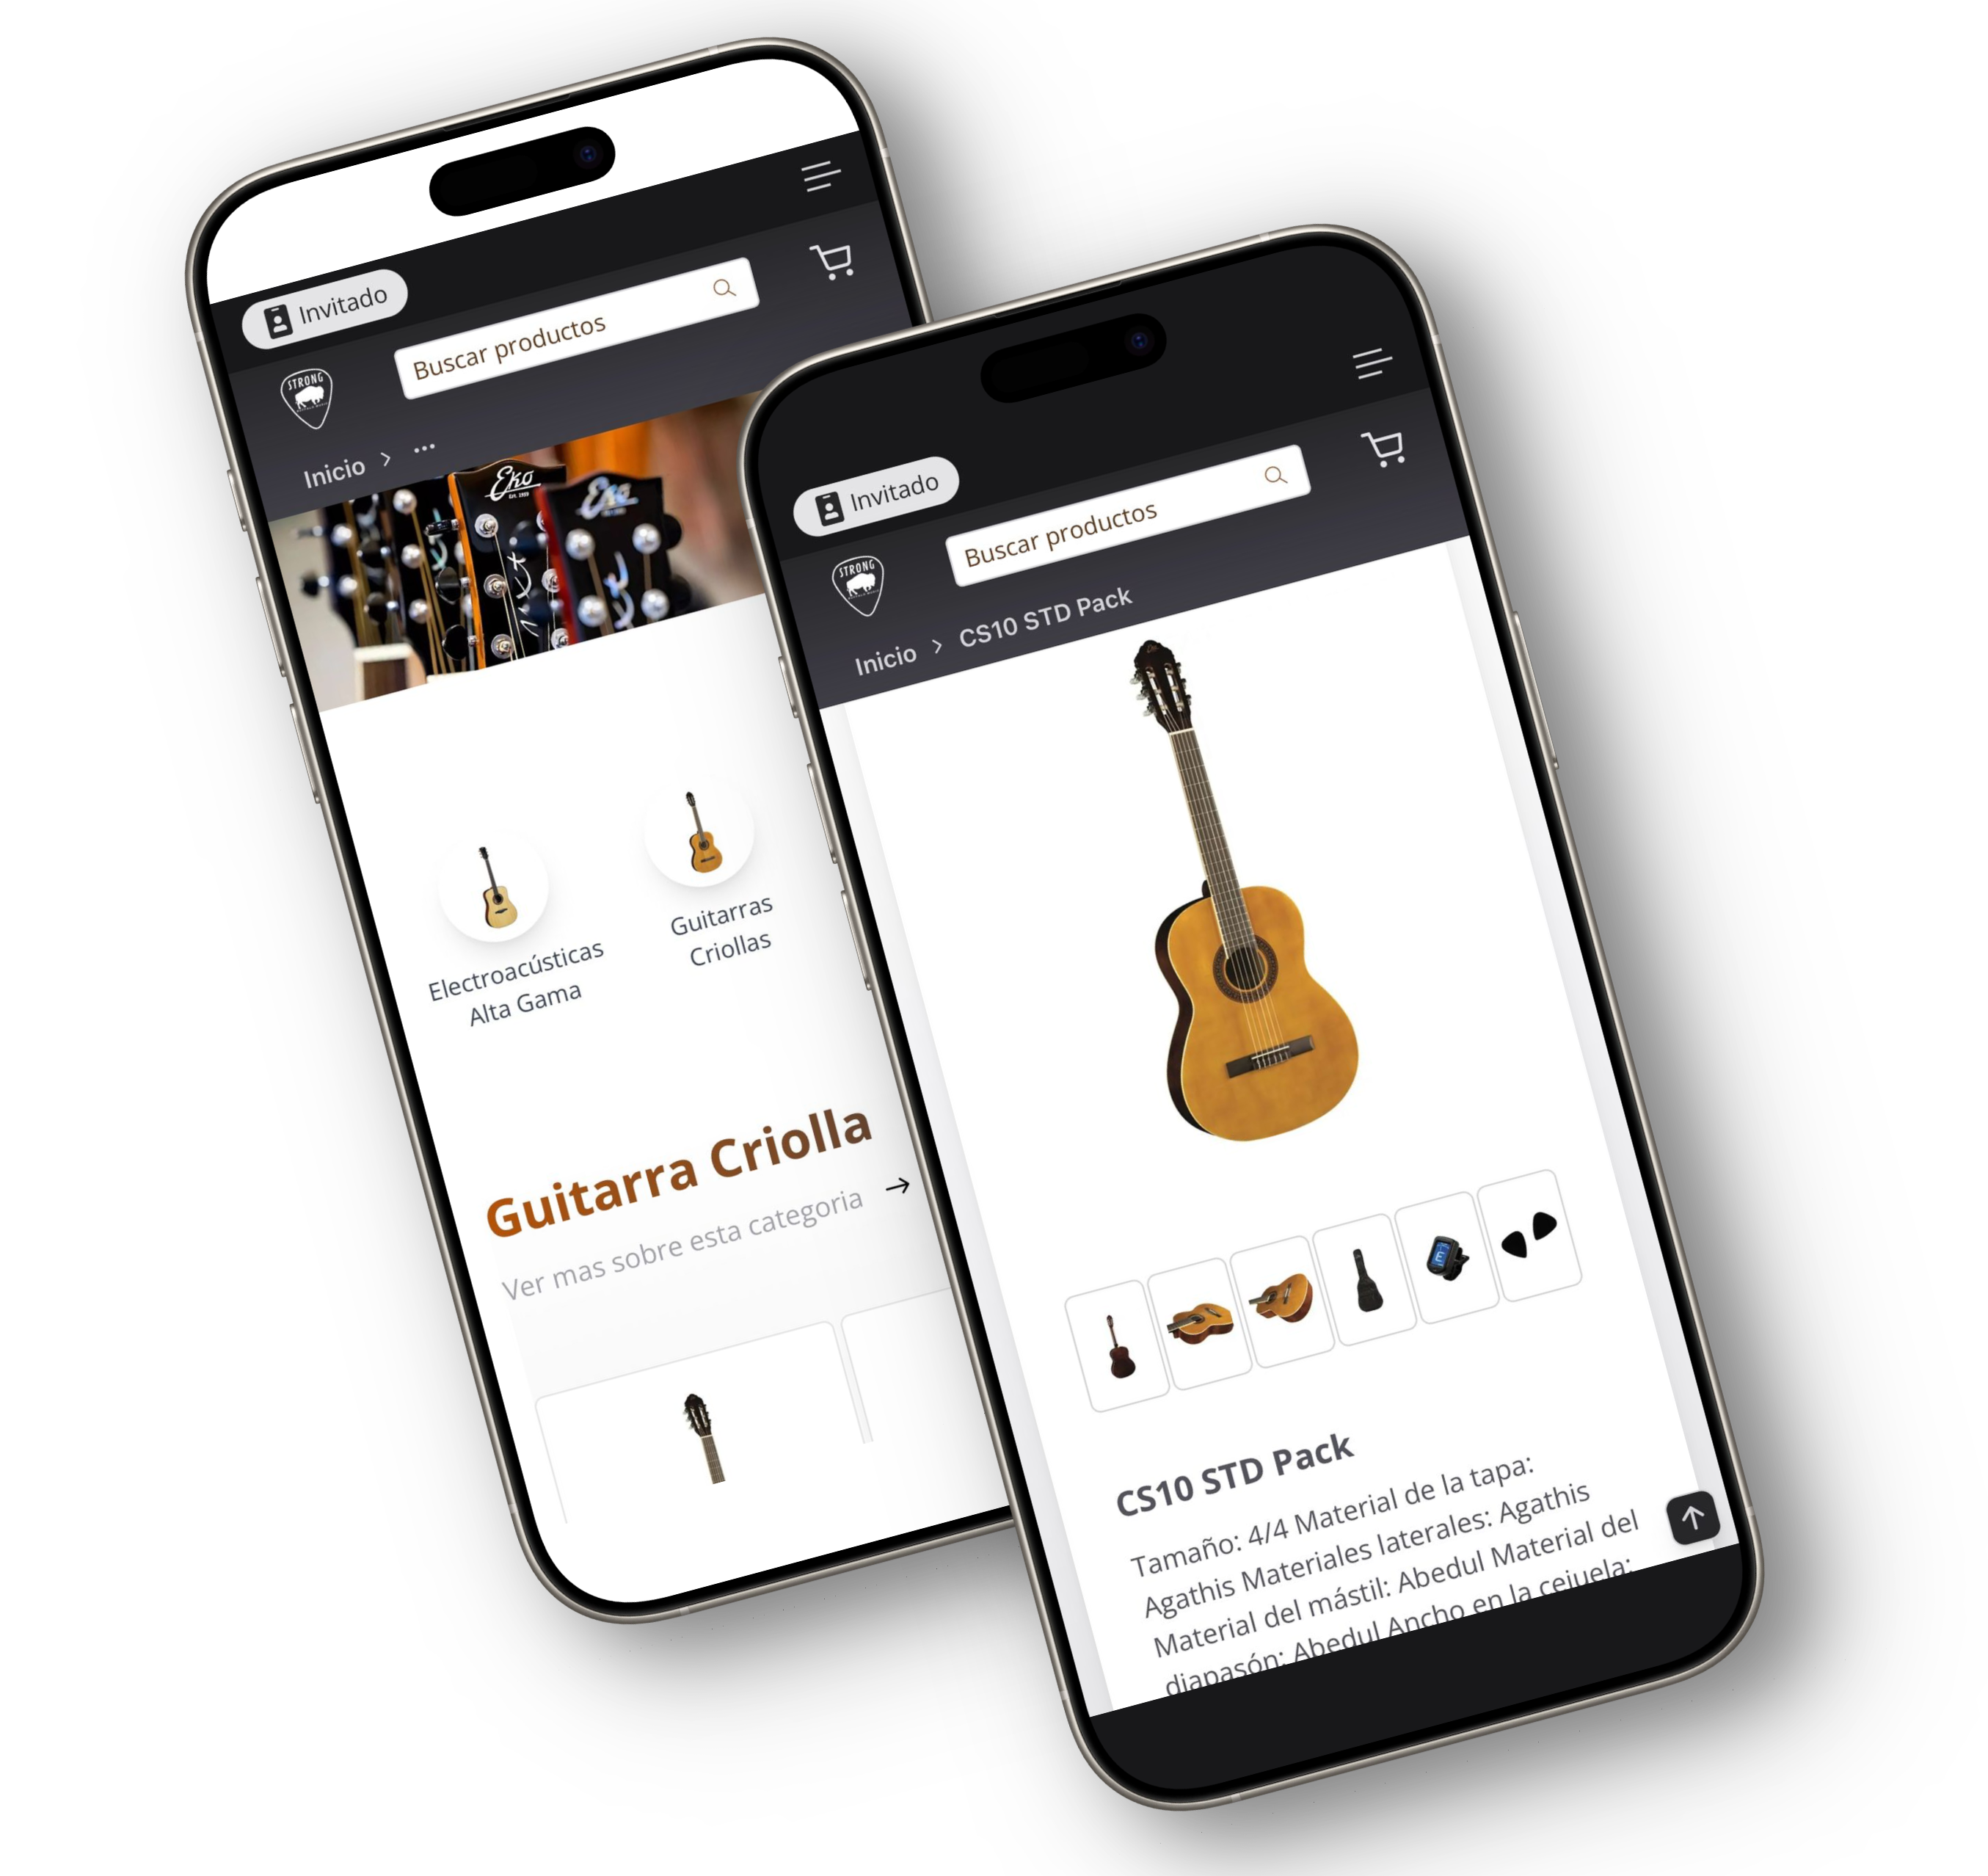 Invitado
Buscar productos
STRONG
Inicio > ...
Eko
Est. 1959
Eko
Electroacústicas
Alta Gama
Guitarras
Criollas
Guitarra Criolla
Ver mas sobre esta categoria →
Invitado
Buscar productos
STRONG
Inicio > CS10 STD Pack
E
CS10 STD Pack
Tamaño: 4/4 Material de la tapa:
Agathis Materiales laterales: Agathis
Material del mástil: Abedul Material del
diapasón: Abedul Ancho en la cejuela: